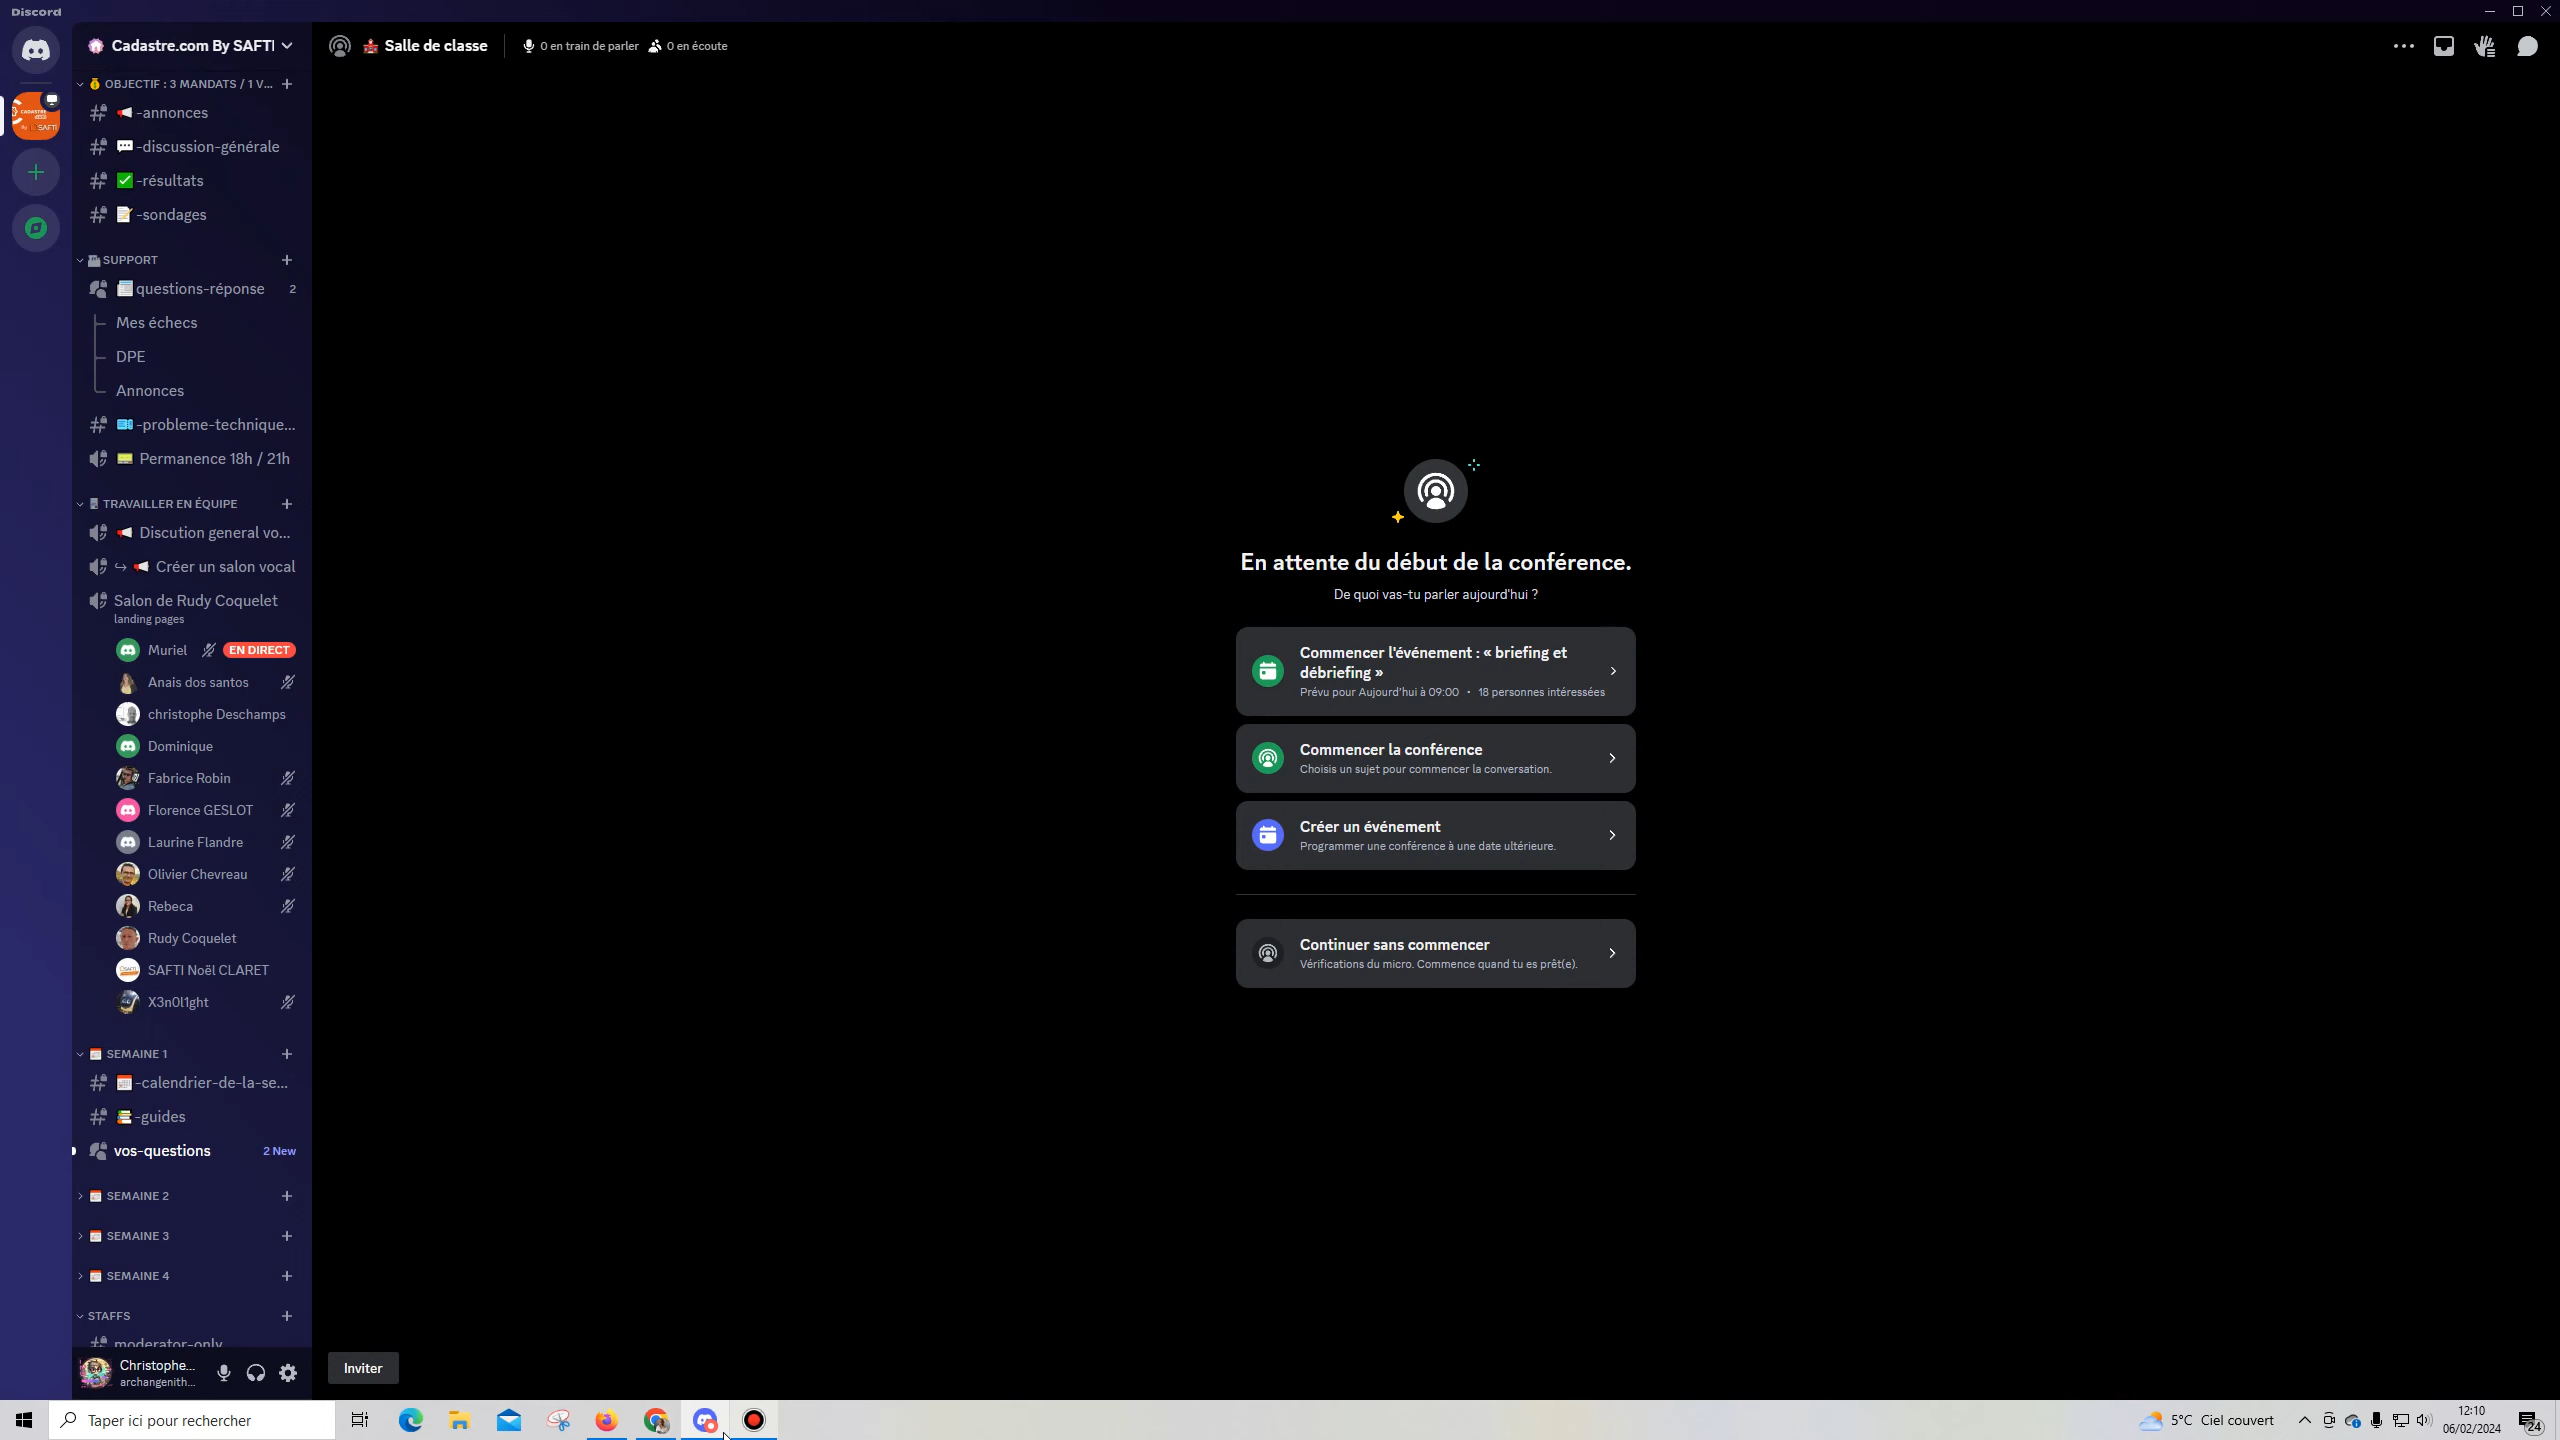 Discord
Cadastre.com By SAFTI
OBJECTIF : 3 MANDATS / 1 V...
-annonces
-discussion-générale
-résultats
-sondages
SUPPORT
questions-réponse 2
Mes échecs
DPE
Annonces
-probleme-technique...
Permanence 18h / 21h
TRAVAILLER EN ÉQUIPE
Discution general vo...
Créer un salon vocal
Salon de Rudy Coquelet
landing pages
Muriel EN DIRECT
Anais dos santos
christophe Deschamps
Dominique
Fabrice Robin
Florence GESLOT
Laurine Flandre
Olivier Chevreau
Rebeca
Rudy Coquelet
SAFTI Noël CLARET
X3n0l1ght
SEMAINE 1
-calendrier-de-la-se...
-guides
vos-questions 2 New
SEMAINE 2
SEMAINE 3
SEMAINE 4
STAFFS
moderator-only
Christophe...
archangenith...
Salle de classe 0 en train de parler 0 en écoute
En attente du début de la conférence.
De quoi vas-tu parler aujourd'hui ?
Commencer l'événement : « briefing et
débriefing »
Prévu pour Aujourd'hui à 09:00 • 18 personnes intéressées
Commencer la conférence
Choisis un sujet pour commencer la conversation.
Créer un événement
Programmer une conférence à une date ultérieure.
Continuer sans commencer
Vérifications du micro. Commence quand tu es prêt(e).
Inviter
Taper ici pour rechercher
5°C Ciel couvert
12:10
06/02/2024
24